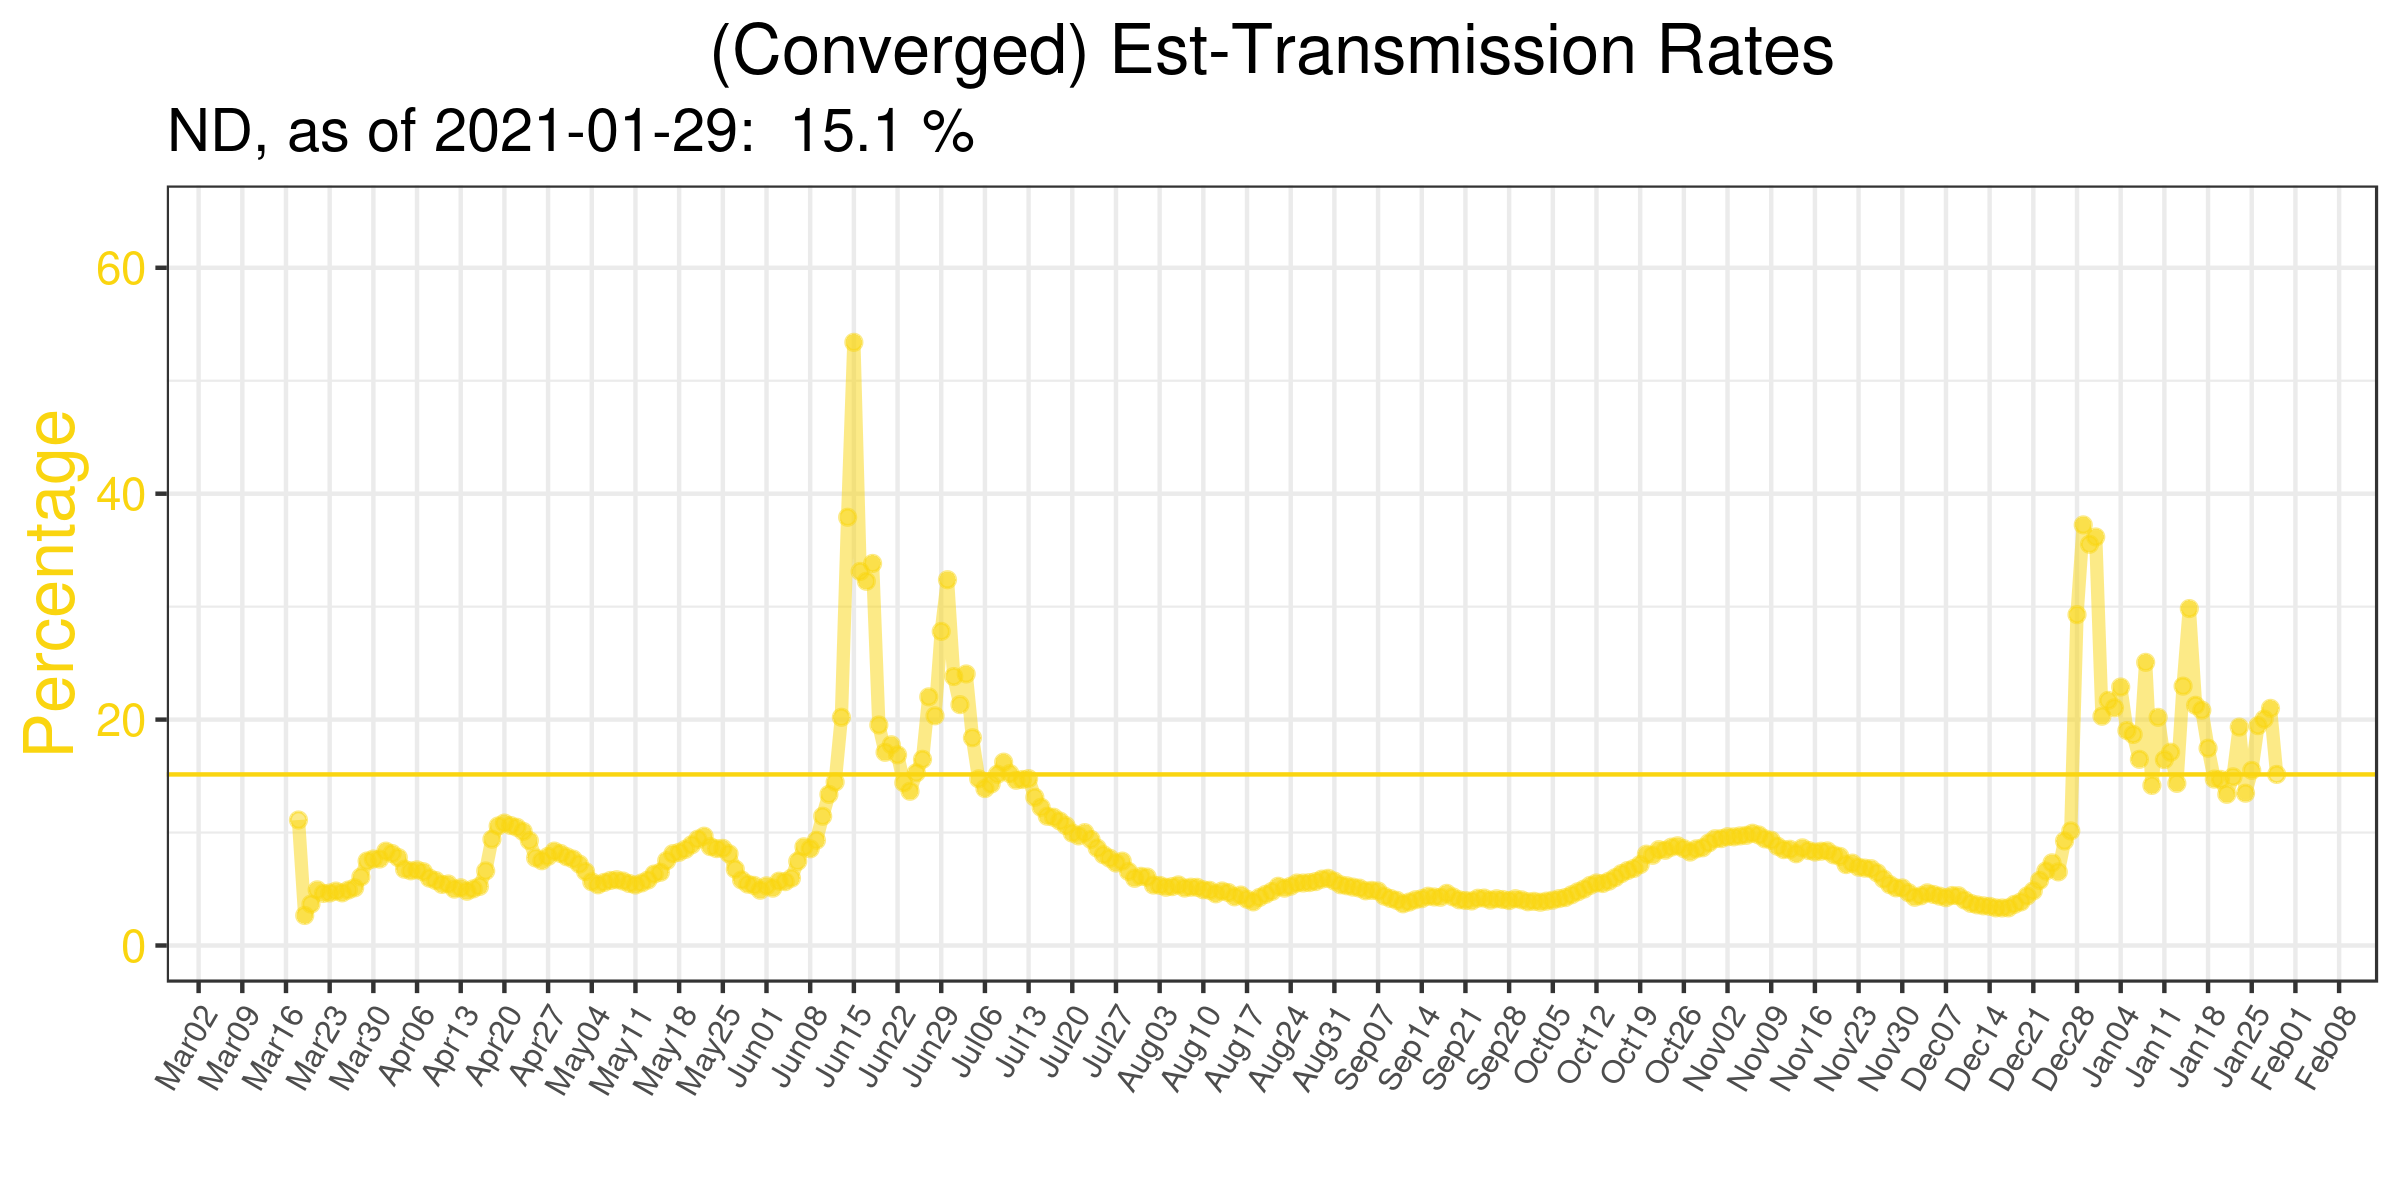 (Converged) Est-Transmission Rates
ND, as of 2021-01-29:  15.1 %
Percentage
60
40
20
0
Mar02
Mar09
Mar16
Mar23
Mar30
Apr06
Apr13
Apr20
Apr27
May04
May11
May18
May25
Jun01
Jun08
Jun15
Jun22
Jun29
Jul06
Jul13
Jul20
Jul27
Aug03
Aug10
Aug17
Aug24
Aug31
Sep07
Sep14
Sep21
Sep28
Oct05
Oct12
Oct19
Oct26
Nov02
Nov09
Nov16
Nov23
Nov30
Dec07
Dec14
Dec21
Dec28
Jan04
Jan11
Jan18
Jan25
Feb01
Feb08